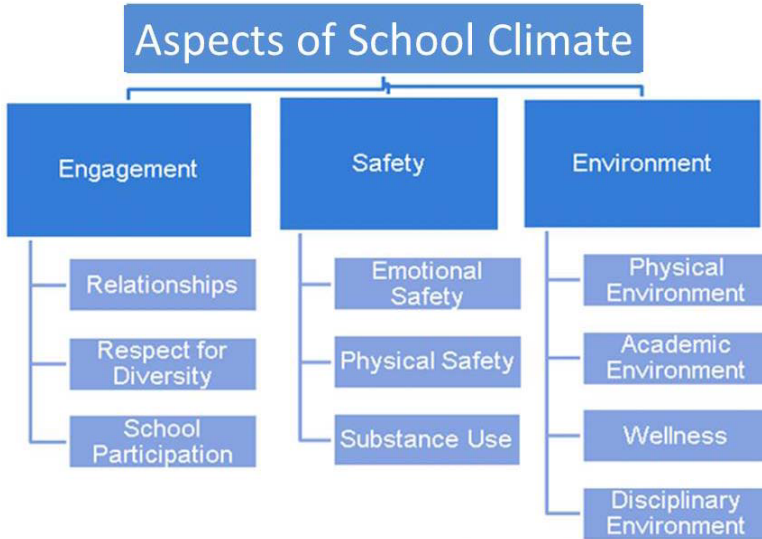 Aspects of School Climate
Engagement
Relationships
Respect for
Diversity
School
Participation
Safety
Emotional
Safety
Physical Safety
Substance Use
Environment
Physical
Environment
Academic
Environment
Wellness
Disciplinary
Environment